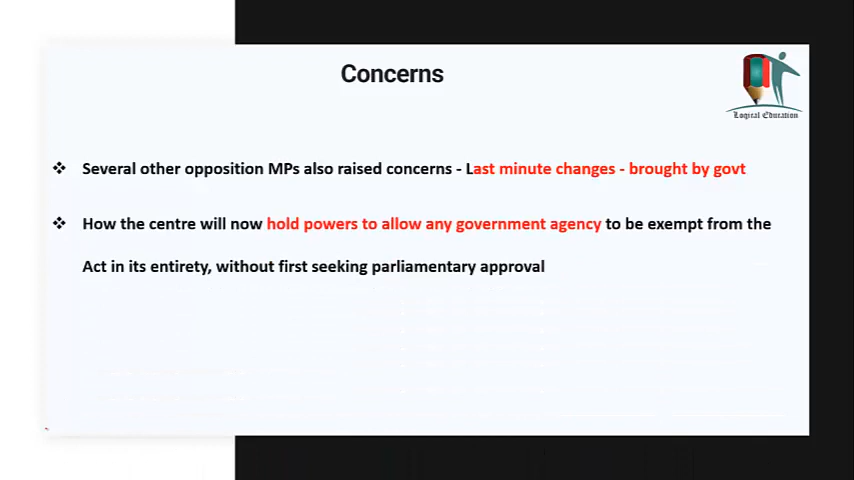 Concerns
Logical Education
❖ Several other opposition MPs also raised concerns - Last minute changes - brought by govt
❖ How the centre will now hold powers to allow any government agency to be exempt from the
Act in its entirety, without first seeking parliamentary approval